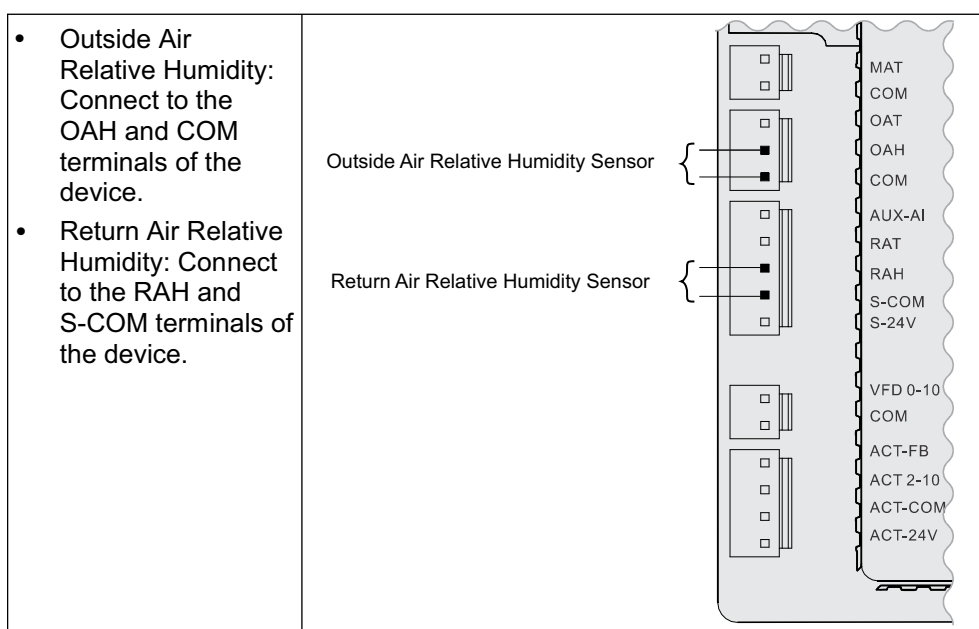 • Outside Air
Relative Humidity:
Connect to the
OAH and COM
terminals of the
device.
• Return Air Relative
Humidity: Connect
to the RAH and
S-COM terminals of
the device.
Outside Air Relative Humidity Sensor
Return Air Relative Humidity Sensor
MAT
COM
OAT
OAH
COM
AUX-AI
RAT
RAH
S-COM
S-24V
VFD 0-10
COM
ACT-FB
ACT 2-10
ACT-COM
ACT-24V